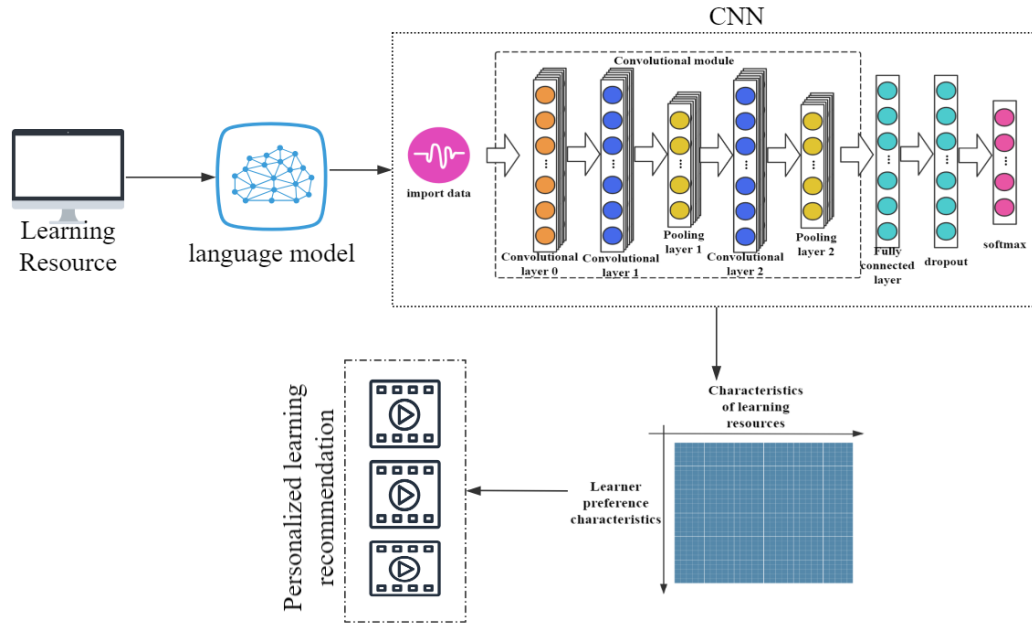 CNN
Convolutional module
import data
Learning
Resource
language model
Convolutional
layer 0
Convolutional
layer 1
Pooling
layer 1
Convolutional
layer 2
Pooling
layer 2
Fully
connected
layer
dropout
softmax
...
...
...
...
...
...
...
...
Characteristics
of learning
resources
Learner
preference
characteristics
Personalized learning
recommendation